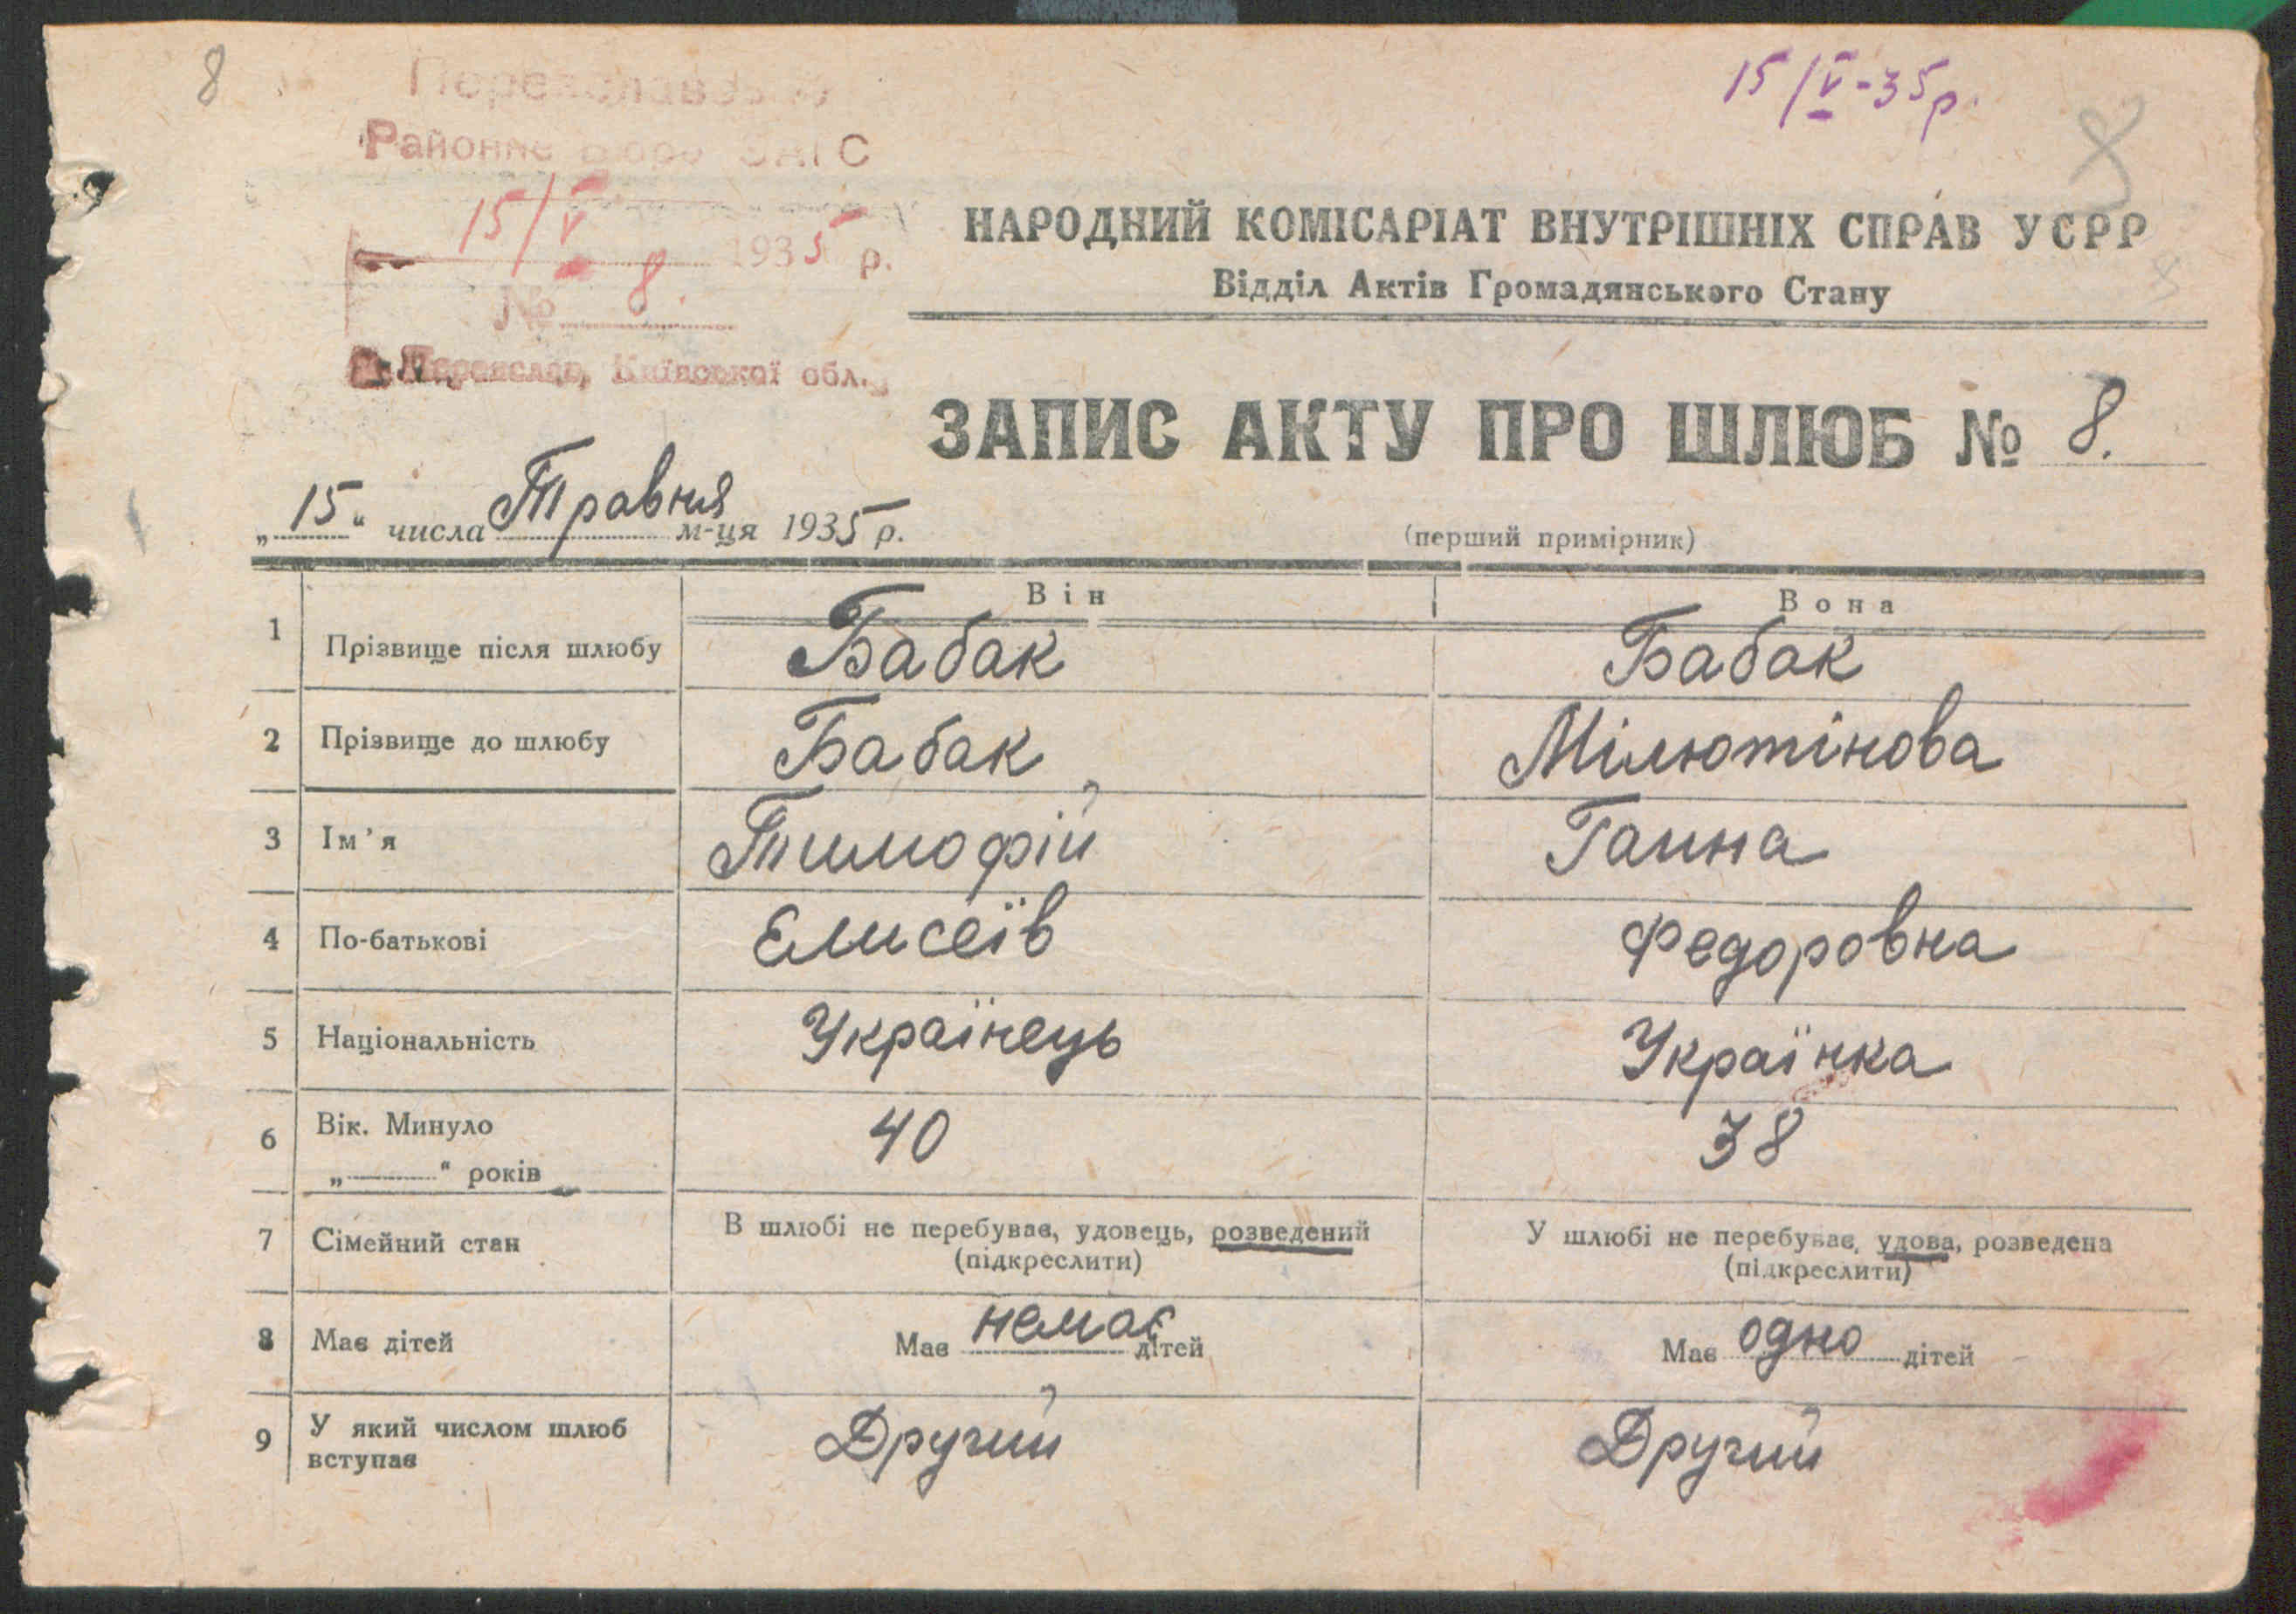 8
15/V-35р.
8
Районне Бюро ЗАГС
15/V 1935 р.
№ 8.
м. Переяслав, Київської обл.
НАРОДНИЙ КОМІСАРІАТ ВНУТРІШНІХ СПРАВ УСРР
Відділ Актів Громадянського Стану
ЗАПИС АКТУ ПРО ШЛЮБ № 8.
„15“ числа Травня м-ця 1935 р.
(перший примірник)
Він Вона
1 Прізвище після шлюбу Бабак Бабак
2 Прізвище до шлюбу Бабак Мілютінова
3 Ім'я Тимофій Ганна
4 По-батькові Єлисеїв Федоровна
5 Національність Українець Українка
6 Вік. Минуло 40 38
„ “ років
7 Сімейний стан В шлюбі не перебував, удовець, розведений У шлюбі не перебував, удова, розведена
(підкреслити) (підкреслити)
8 Має дітей Має немає дітей Має одно дітей
9 У який числом шлюб Другий Другий
вступає